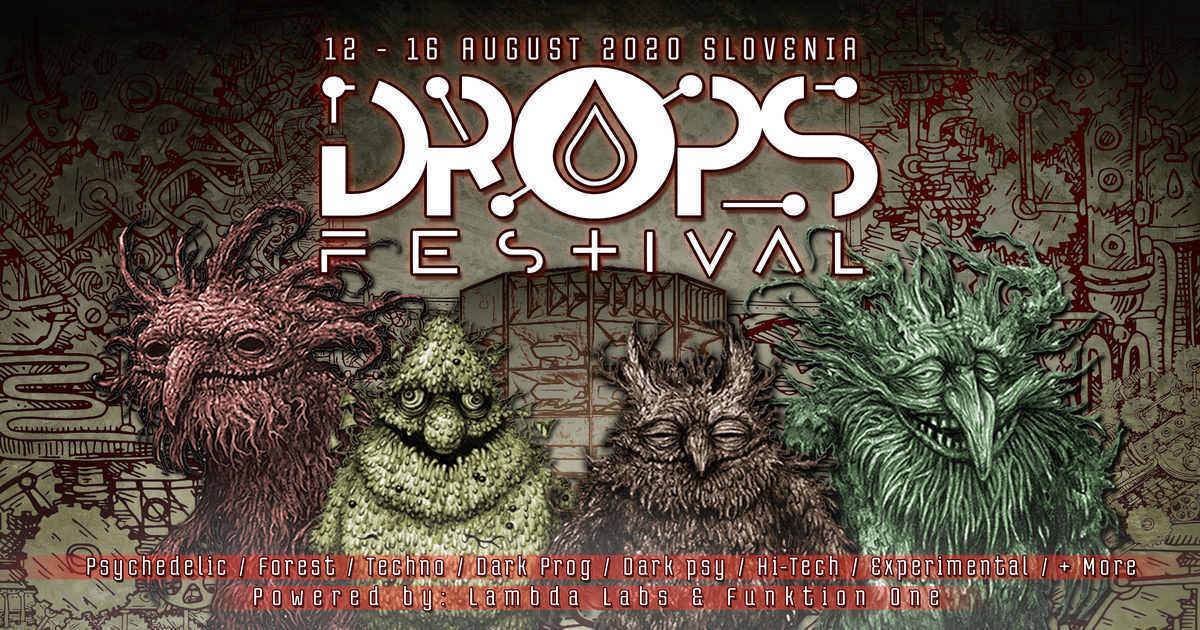 12 - 16 AUGUST 2020 SLOVENIA
DROPS
FESTIVAL
Psychedelic / Forest / Techno / Dark Prog / Dark psy / Hi-Tech / Experimental / + More
Powered by: Lambda Labs & Funktion One